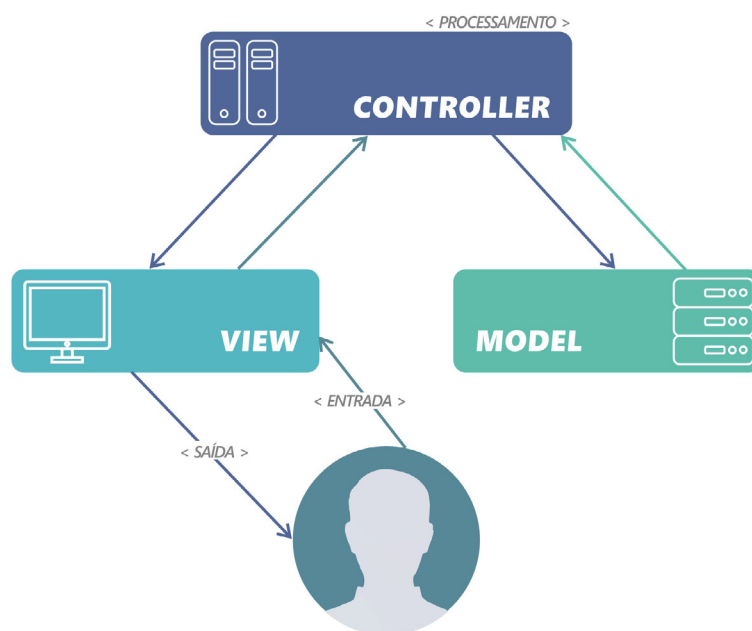 < PROCESSAMENTO >
CONTROLLER
VIEW
MODEL
< ENTRADA >
< SAÍDA >